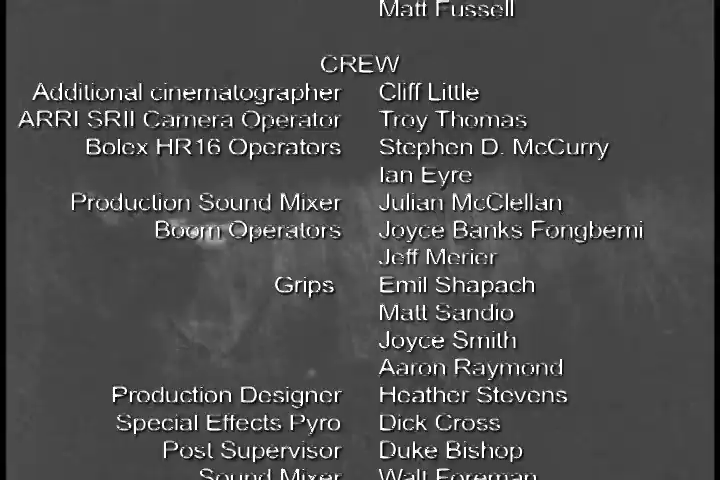 Matt Fussell
CREW
Additional cinematographer Cliff Little
ARRI SRII Camera Operator Troy Thomas
Bolex HR16 Operators Stephen D. McCurry
Ian Eyre
Production Sound Mixer Julian McClellan
Boom Operators Joyce Banks Fongbemi
Jeff Merier
Grips Emil Shapach
Matt Sandio
Joyce Smith
Aaron Raymond
Production Designer Heather Stevens
Special Effects Pyro Dick Cross
Post Supervisor Duke Bishop
Sound Mixer Walt Foreman